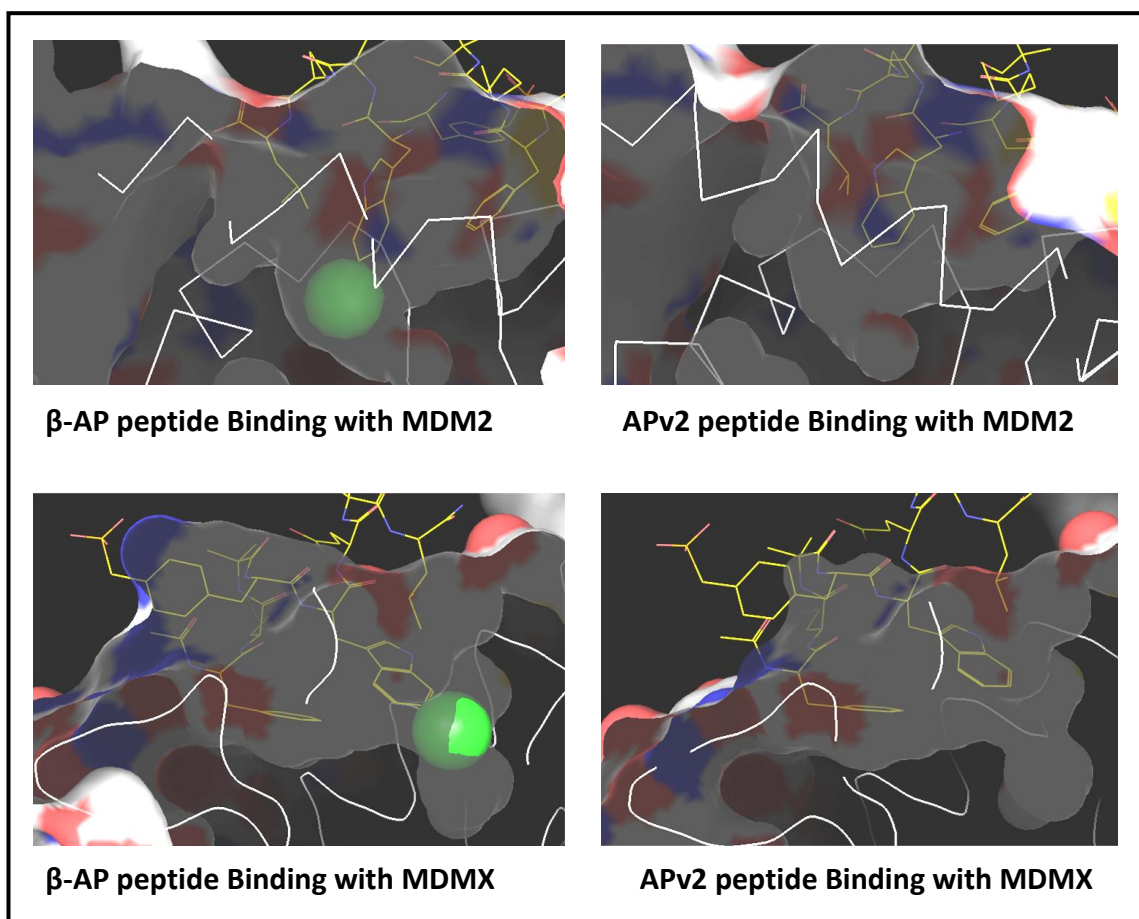 β-AP peptide Binding with MDM2
APv2 peptide Binding with MDM2
β-AP peptide Binding with MDMX
APv2 peptide Binding with MDMX